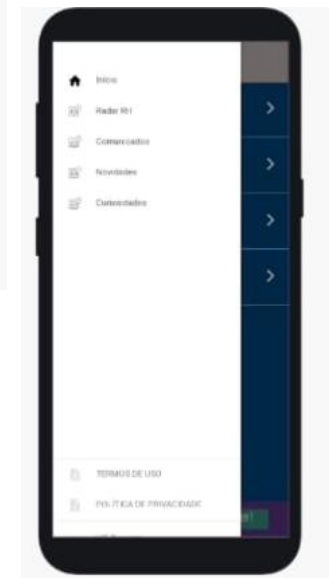 Início
Radar RH
Comunicados
Novidades
Curiosidades
TERMOS DE USO
POLÍTICA DE PRIVACIDADE